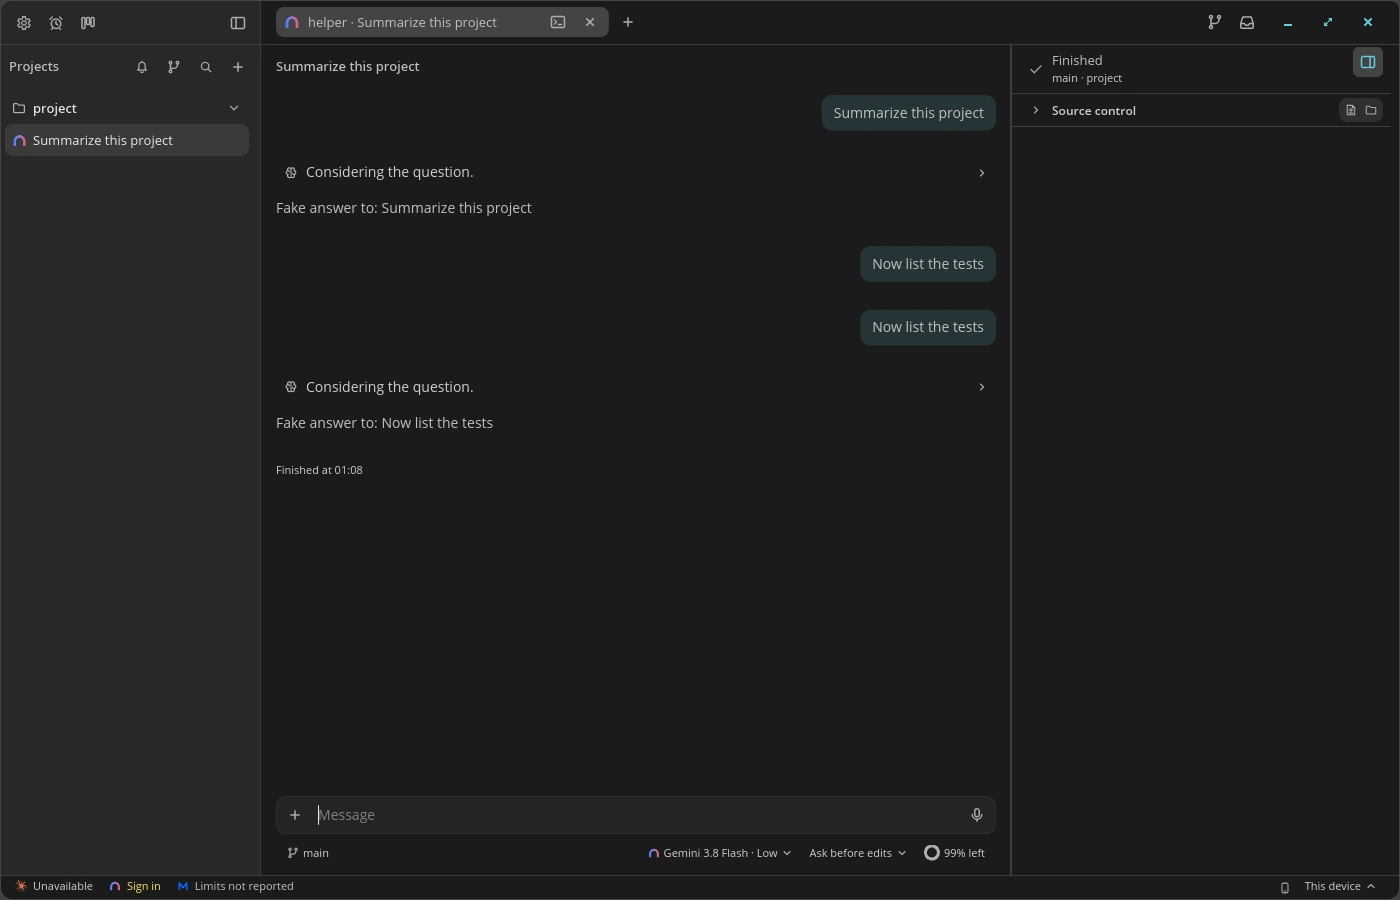 helper · Summarize this project
Projects
project
Summarize this project
Summarize this project
Summarize this project
Considering the question.
Fake answer to: Summarize this project
Now list the tests
Now list the tests
Considering the question.
Fake answer to: Now list the tests
Finished at 01:08
Message
main
Gemini 3.8 Flash · Low
Ask before edits
99% left
Finished
main · project
Source control
Unavailable
Sign in
Limits not reported
This device